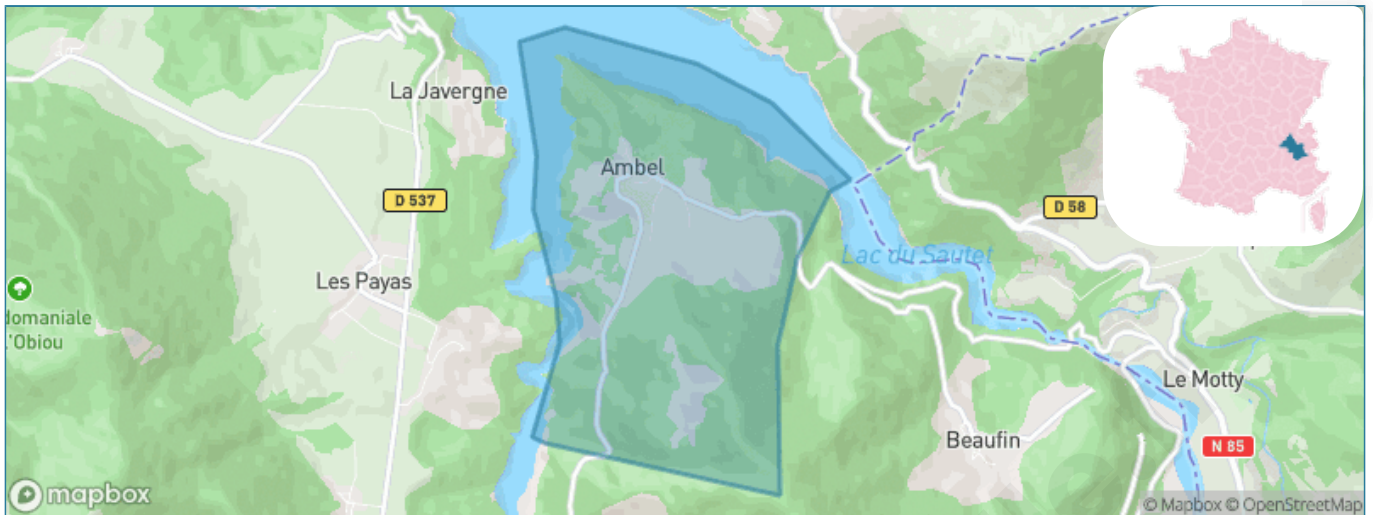 La Javergne
Ambel
D 537
D 58
Lac du Sautet
Les Payas
domaniale
l'Obiou
Le Motty
Beaufin
N 85
mapbox
© Mapbox © OpenStreetMap